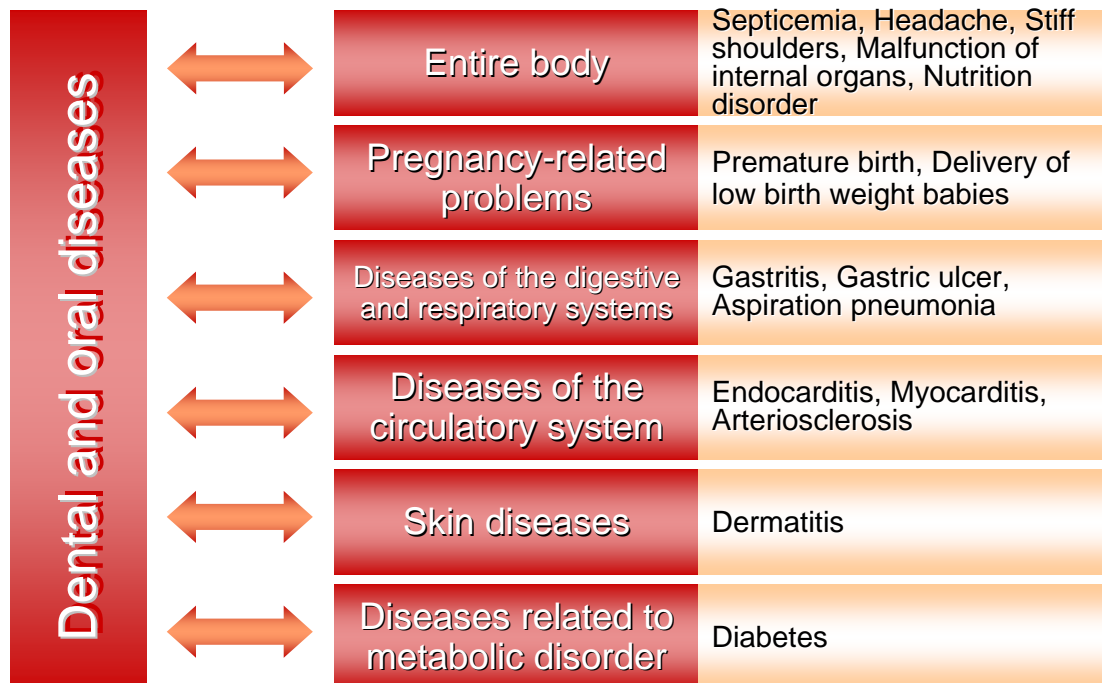 Dental and oral diseases
Entire body
Septicemia, Headache, Stiff
shoulders, Malfunction of
internal organs, Nutrition
disorder
Pregnancy-related
problems
Premature birth, Delivery of
low birth weight babies
Diseases of the digestive
and respiratory systems
Gastritis, Gastric ulcer,
Aspiration pneumonia
Diseases of the
circulatory system
Endocarditis, Myocarditis,
Arteriosclerosis
Skin diseases
Dermatitis
Diseases related to
metabolic disorder
Diabetes